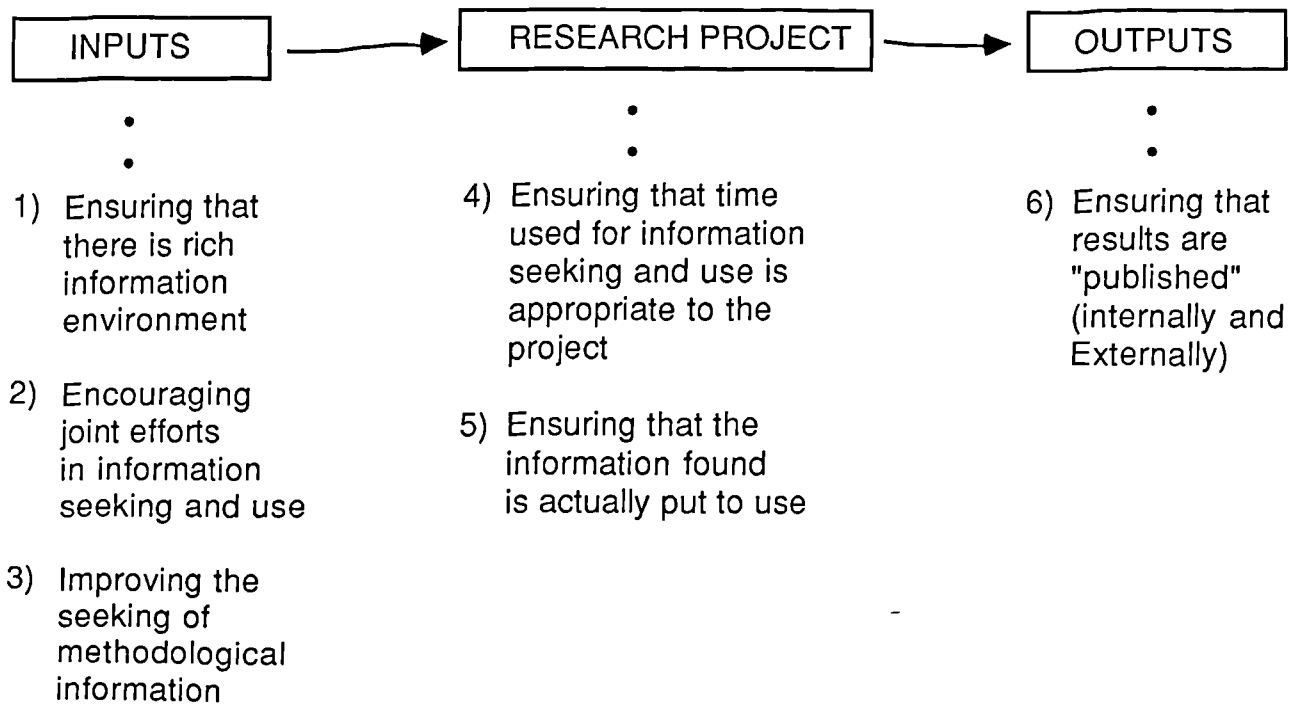 INPUTS
RESEARCH PROJECT
OUTPUTS
1) Ensuring that
there is rich
information
environment
2) Encouraging
joint efforts
in information
seeking and use
3) Improving the
seeking of
methodological
information
4) Ensuring that time
used for information
seeking and use is
appropriate to the
project
5) Ensuring that the
information found
is actually put to use
6) Ensuring that
results are
"published"
(internally and
Externally)